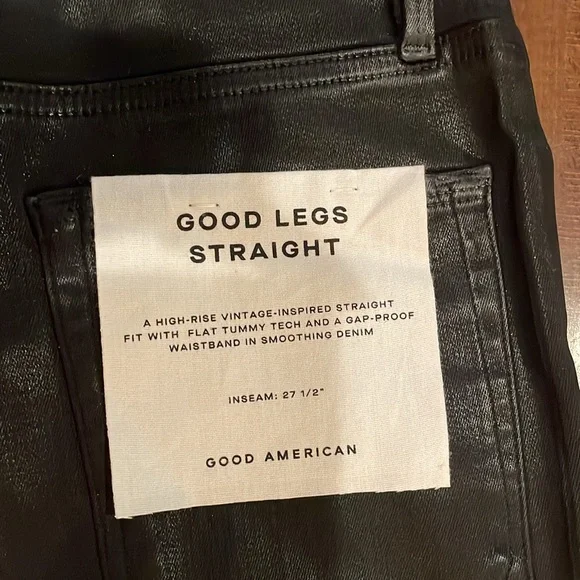 GOOD LEGS
STRAIGHT
A HIGH-RISE VINTAGE-INSPIRED STRAIGHT
FIT WITH FLAT TUMMY TECH AND A GAP-PROOF
WAISTBAND IN SMOOTHING DENIM
INSEAM: 27 1/2"
GOOD AMERICAN